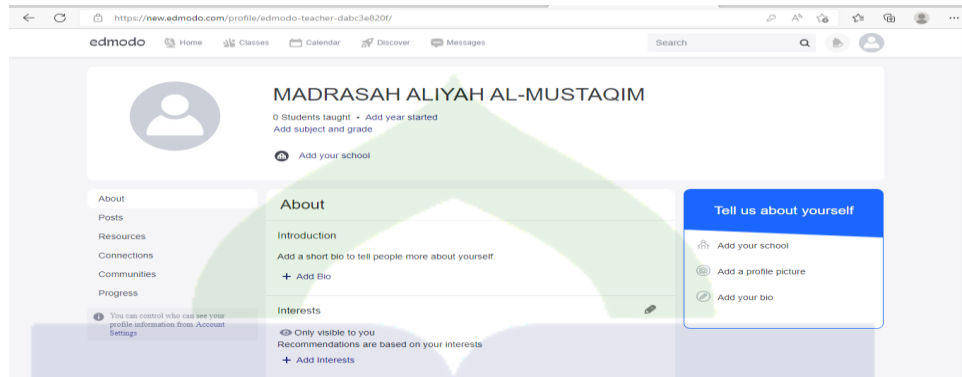 https://new.edmodo.com/profile/edmodo-teacher-dabc3e820f/
edmodo Home Classes Calendar Discover Messages Search
MADRASAH ALIYAH AL-MUSTAQIM
0 Students taught • Add year started
Add subject and grade
Add your school
About
Posts
Resources
Connections
Communities
Progress
You can control who can see your
profile information from Account
Settings
About
Introduction
Add a short bio to tell people more about yourself.
+ Add Bio
Interests
Only visible to you
Recommendations are based on your interests
+ Add Interests
Tell us about yourself
Add your school
Add a profile picture
Add your bio